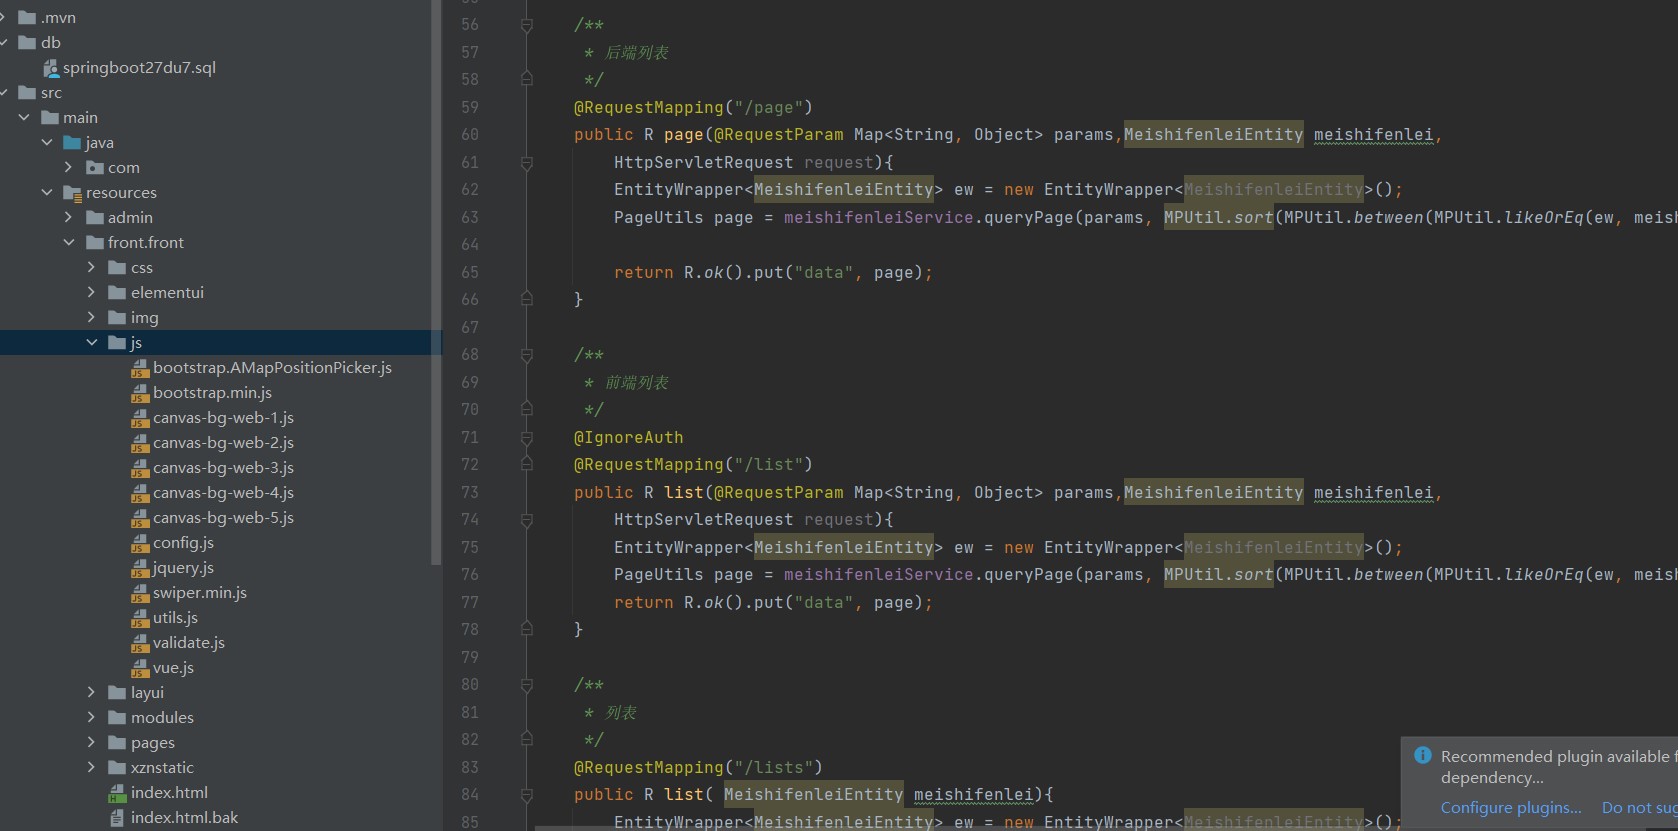 .mvn
db
springboot27du7.sql
src
main
java
com
resources
admin
front.front
css
elementui
img
js
bootstrap.AMapPositionPicker.js
bootstrap.min.js
canvas-bg-web-1.js
canvas-bg-web-2.js
canvas-bg-web-3.js
canvas-bg-web-4.js
canvas-bg-web-5.js
config.js
jquery.js
swiper.min.js
utils.js
validate.js
vue.js
layui
modules
pages
xznstatic
index.html
index.html.bak
56 /**
57 * 后端列表
58 */
59 @RequestMapping("/page")
60 public R page(@RequestParam Map<String, Object> params,MeishifenleiEntity meishifenlei,
61 HttpServletRequest request){
62 EntityWrapper<MeishifenleiEntity> ew = new EntityWrapper<MeishifenleiEntity>();
63 PageUtils page = meishifenleiService.queryPage(params, MPUtil.sort(MPUtil.between(MPUtil.likeOrEq(ew, meish
64
65 return R.ok().put("data", page);
66 }
67
68 /**
69 * 前端列表
70 */
71 @IgnoreAuth
72 @RequestMapping("/list")
73 public R list(@RequestParam Map<String, Object> params,MeishifenleiEntity meishifenlei,
74 HttpServletRequest request){
75 EntityWrapper<MeishifenleiEntity> ew = new EntityWrapper<MeishifenleiEntity>();
76 PageUtils page = meishifenleiService.queryPage(params, MPUtil.sort(MPUtil.between(MPUtil.likeOrEq(ew, meish
77 return R.ok().put("data", page);
78 }
79
80 /**
81 * 列表
82 */
83 @RequestMapping("/lists")
84 public R list( MeishifenleiEntity meishifenlei){
85 EntityWrapper<MeishifenleiEntity> ew = new EntityWrapper<MeishifenleiEntity>();
Recommended plugin available f
dependency...
Configure plugins... Do not sug